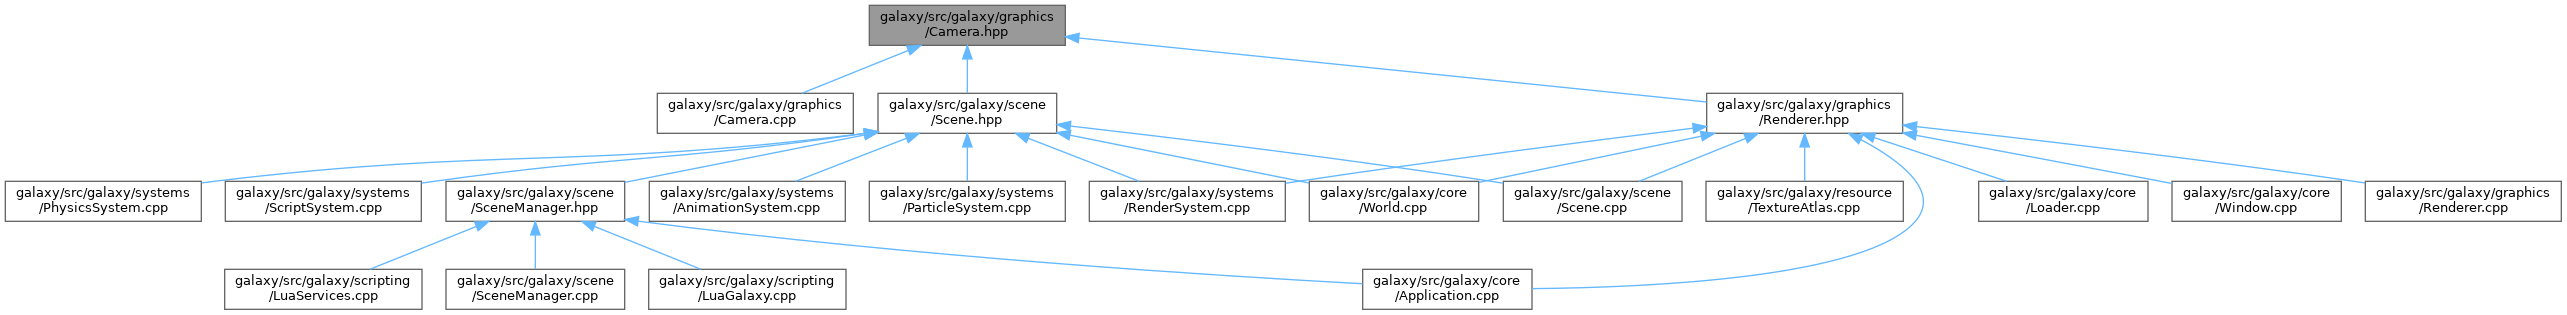 galaxy/src/galaxy/graphics
/Camera.hpp
galaxy/src/galaxy/graphics
/Camera.cpp
galaxy/src/galaxy/scene
/Scene.hpp
galaxy/src/galaxy/graphics
/Renderer.hpp
galaxy/src/galaxy/systems
/PhysicsSystem.cpp
galaxy/src/galaxy/systems
/ScriptSystem.cpp
galaxy/src/galaxy/scene
/SceneManager.hpp
galaxy/src/galaxy/systems
/AnimationSystem.cpp
galaxy/src/galaxy/systems
/ParticleSystem.cpp
galaxy/src/galaxy/systems
/RenderSystem.cpp
galaxy/src/galaxy/core
/World.cpp
galaxy/src/galaxy/scene
/Scene.cpp
galaxy/src/galaxy/resource
/TextureAtlas.cpp
galaxy/src/galaxy/core
/Loader.cpp
galaxy/src/galaxy/core
/Window.cpp
galaxy/src/galaxy/graphics
/Renderer.cpp
galaxy/src/galaxy/scripting
/LuaServices.cpp
galaxy/src/galaxy/scene
/SceneManager.cpp
galaxy/src/galaxy/scripting
/LuaGalaxy.cpp
galaxy/src/galaxy/core
/Application.cpp